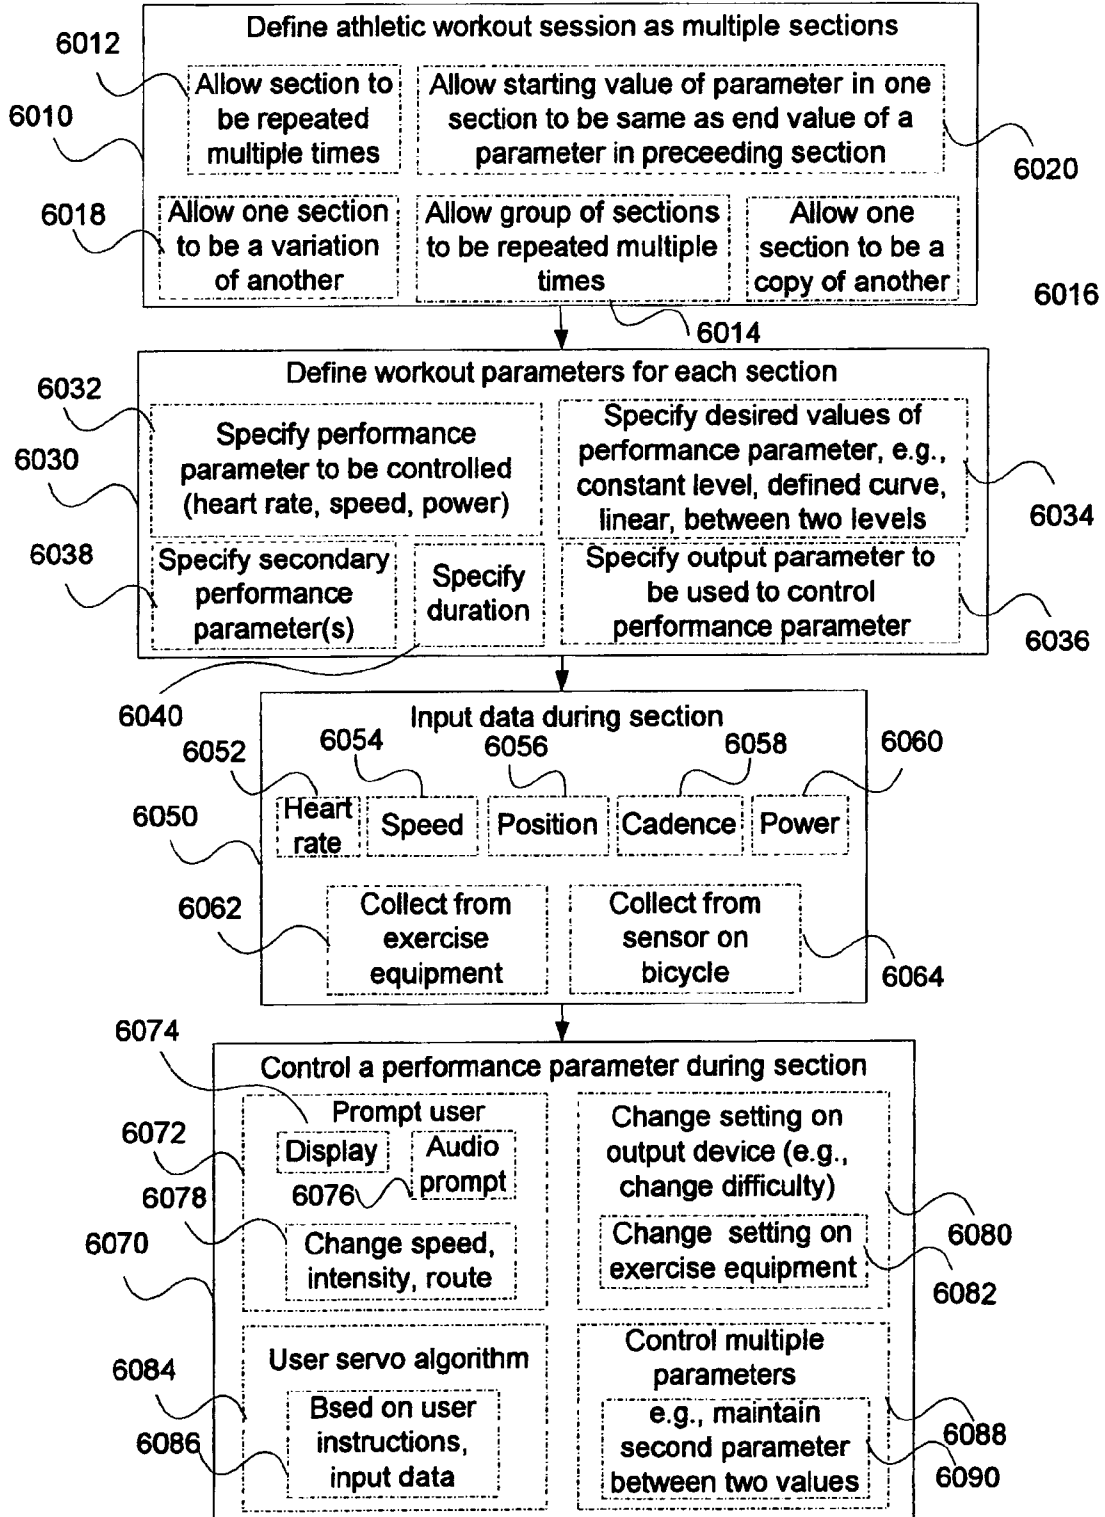 Define athletic workout session as multiple sections
6012
Allow section to
be repeated
multiple times
Allow starting value of parameter in one
section to be same as end value of a
parameter in preceeding section
6010
6020
6018
Allow one section
to be a variation
of another
Allow group of sections
to be repeated multiple
times
Allow one
section to be a
copy of another
6016
6014
Define workout parameters for each section
6032
Specify performance
parameter to be controlled
(heart rate, speed, power)
Specify desired values of
performance parameter, e.g.,
constant level, defined curve,
linear, between two levels
6030
6034
6038
Specify secondary
performance
parameter(s)
Specify
duration
Specify output parameter to
be used to control
performance parameter
6036
6040
Input data during section
6052
6054
6056
6058
6060
6050
Heart
rate
Speed
Position
Cadence
Power
6062
Collect from
exercise
equipment
Collect from
sensor on
bicycle
6064
6074
Control a performance parameter during section
6072
Prompt user
Display
Audio
prompt
6076
6078
Change speed,
intensity, route
6070
Change setting on
output device (e.g.,
change difficulty)
6080
Change setting on
exercise equipment
6082
6084
User servo algorithm
6086
Bsed on user
instructions,
input data
Control multiple
parameters
6088
e.g., maintain
second parameter
between two values
6090